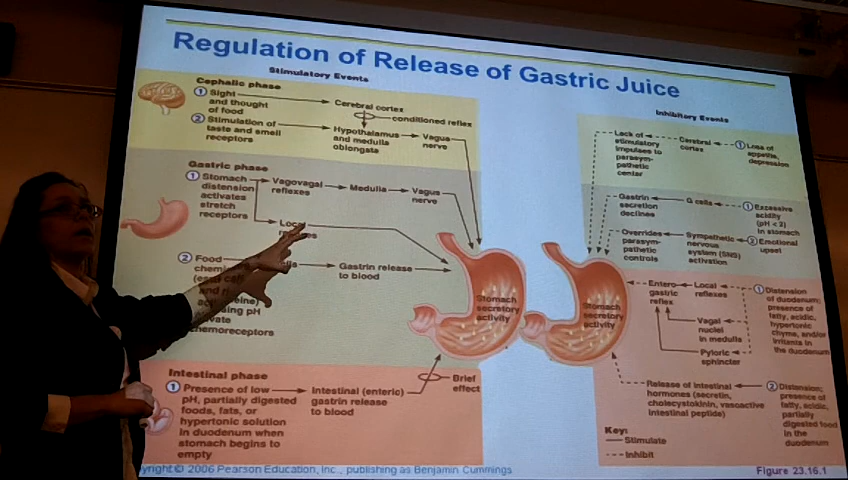 Regulation of Release of Gastric Juice
Stimulatory Events
Cephalic phase
1 Sight
and thought
of food
Cerebral cortex
conditioned reflex
2 Stimulation of
taste and smell
receptors
Hypothalamus
and medulla
oblongata
Vagus
nerve
Gastric phase
1 Stomach
distension
activates
stretch
receptors
Vagovagal
reflexes
Medulla
Vagus
nerve
Local
2 Food
Gastrin release
to blood
chemoreceptors
Stomach
secretory
activity
Intestinal phase
1 Presence of low
pH, partially digested
foods, fats, or
hypertonic solution
in duodenum when
stomach begins to
empty
Intestinal (enteric)
gastrin release
to blood
Brief
effect
Inhibitory Events
Lack of
stimulatory
impulses to
parasym-
pathetic
center
Cerebral
cortex
1 Loss of
appetite,
depression
Gastrin
secretion
declines
G cells
1 Excessive
acidity
(pH < 2)
in stomach
Overrides
parasym-
pathetic
controls
Sympathetic
nervous
system (SNS)
activation
2 Emotional
upset
Stomach
secretory
activity
Entero-
gastric
reflex
Local
reflexes
Vagal
nuclei
in medulla
Pyloric
sphincter
1 Distension
of duodenum;
presence of
fatty, acidic,
hypertonic
chyme, and/or
irritants in
the duodenum
Release of intestinal
hormones (secretin,
cholecystokinin, vasoactive
intestinal peptide)
2 Distension;
presence of
fatty, acidic,
partially
digested food
in the
duodenum
Key:
Stimulate
Inhibit
yright © 2006 Pearson Education, Inc., publishing as Benjamin Cummings
Figure 23.16.1